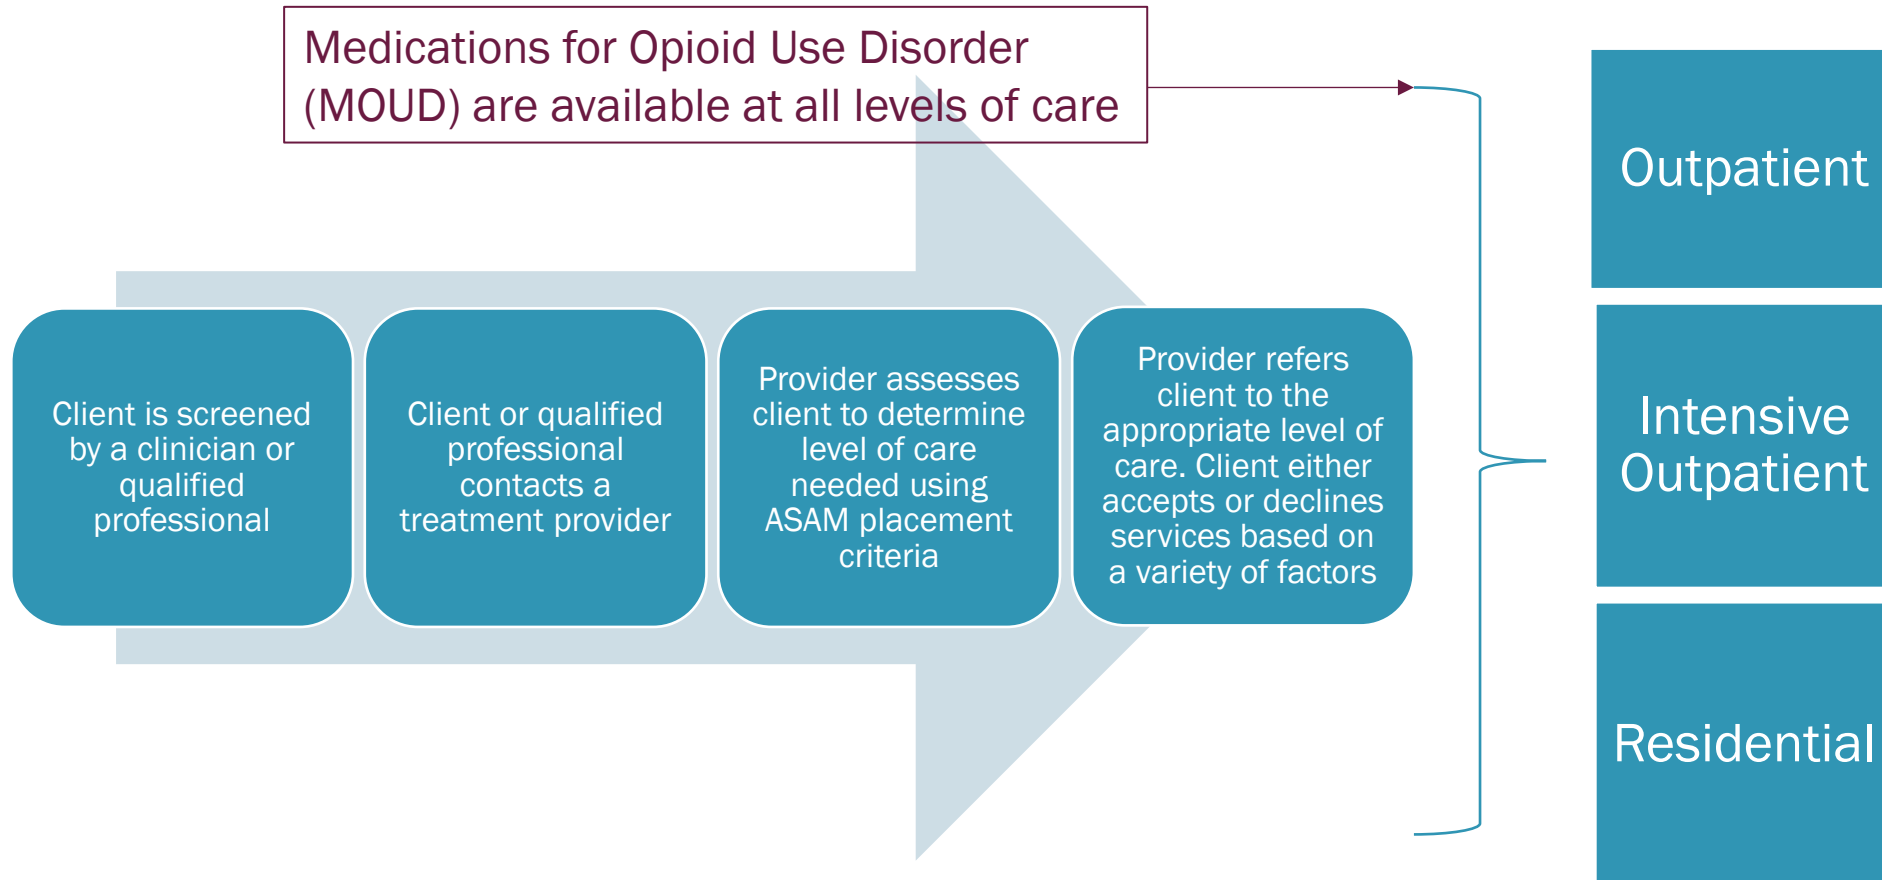 Medications for Opioid Use Disorder
(MOUD) are available at all levels of care
Client is screened
by a clinician or
qualified
professional
Client or qualified
professional
contacts a
treatment provider
Provider assesses
client to determine
level of care
needed using
ASAM placement
criteria
Provider refers
client to the
appropriate level of
care. Client either
accepts or declines
services based on
a variety of factors
Outpatient
Intensive
Outpatient
Residential